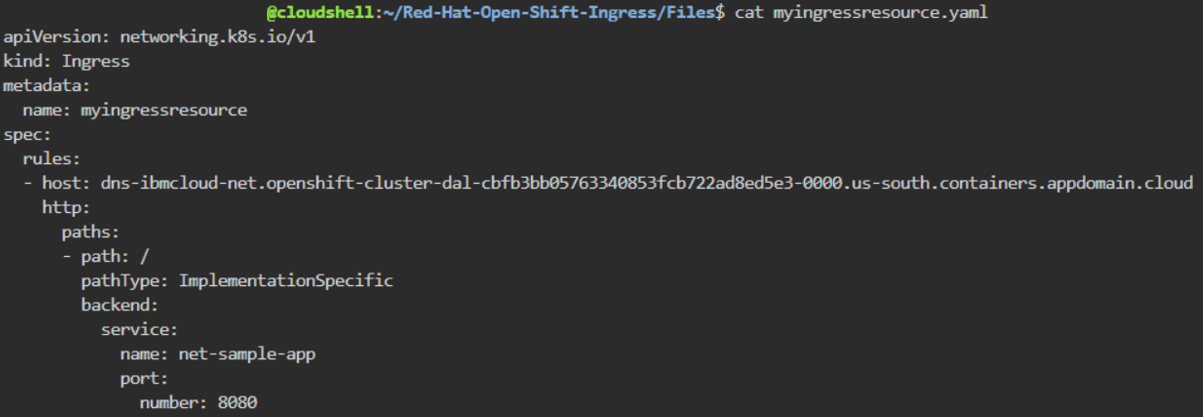 @cloudshell:~/Red-Hat-Open-Shift-Ingress/Files$ cat myingressresource.yaml
apiVersion: networking.k8s.io/v1
kind: Ingress
metadata:
  name: myingressresource
spec:
  rules:
  - host: dns-ibmcloud-net.openshift-cluster-dal-cbfb3bb05763340853fcb722ad8ed5e3-0000.us-south.containers.appdomain.cloud
    http:
      paths:
      - path: /
        pathType: ImplementationSpecific
        backend:
          service:
            name: net-sample-app
            port:
              number: 8080